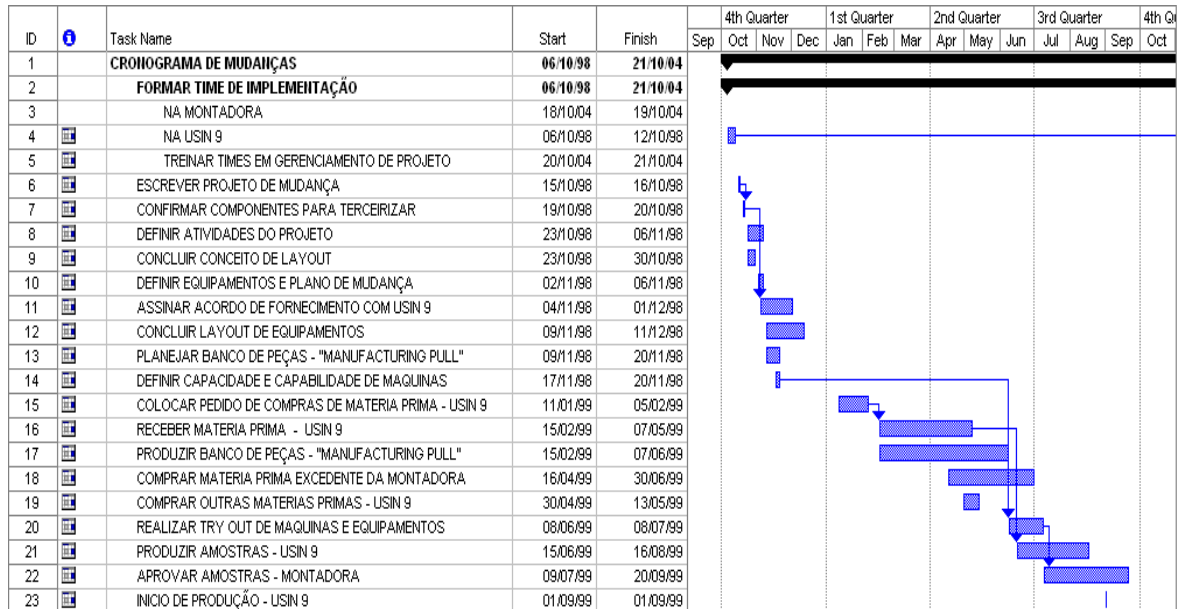 4th Quarter 1st Quarter 2nd Quarter 3rd Quarter 4th Q
ID Task Name Start Finish Sep Oct Nov Dec Jan Feb Mar Apr May Jun Jul Aug Sep Oct
1 CRONOGRAMA DE MUDANÇAS 06/10/98 21/10/04
2 FORMAR TIME DE IMPLEMENTAÇÃO 06/10/98 21/10/04
3 NA MONTADORA 18/10/04 19/10/04
4 NA USIN 9 06/10/98 12/10/98
5 TREINAR TIMES EM GERENCIAMENTO DE PROJETO 20/10/04 21/10/04
6 ESCREVER PROJETO DE MUDANÇA 15/10/98 16/10/98
7 CONFIRMAR COMPONENTES PARA TERCEIRIZAR 19/10/98 20/10/98
8 DEFINIR ATIVIDADES DO PROJETO 23/10/98 06/11/98
9 CONCLUIR CONCEITO DE LAYOUT 23/10/98 30/10/98
10 DEFINIR EQUIPAMENTOS E PLANO DE MUDANÇA 02/11/98 06/11/98
11 ASSINAR ACORDO DE FORNECIMENTO COM USIN 9 04/11/98 01/12/98
12 CONCLUIR LAYOUT DE EQUIPAMENTOS 09/11/98 11/12/98
13 PLANEJAR BANCO DE PEÇAS - "MANUFACTURING PULL" 09/11/98 20/11/98
14 DEFINIR CAPACIDADE E CAPABILIDADE DE MAQUINAS 17/11/98 20/11/98
15 COLOCAR PEDIDO DE COMPRAS DE MATERIA PRIMA - USIN 9 11/01/99 05/02/99
16 RECEBER MATERIA PRIMA - USIN 9 15/02/99 07/05/99
17 PRODUZIR BANCO DE PEÇAS - "MANUFACTURING PULL" 15/02/99 07/06/99
18 COMPRAR MATERIA PRIMA EXCEDENTE DA MONTADORA 16/04/99 30/06/99
19 COMPRAR OUTRAS MATERIAS PRIMAS - USIN 9 30/04/99 13/05/99
20 REALIZAR TRY OUT DE MAQUINAS E EQUIPAMENTOS 08/06/99 08/07/99
21 PRODUZIR AMOSTRAS - USIN 9 15/06/99 16/08/99
22 APROVAR AMOSTRAS - MONTADORA 09/07/99 20/09/99
23 INICIO DE PRODUÇÃO - USIN 9 01/09/99 01/09/99